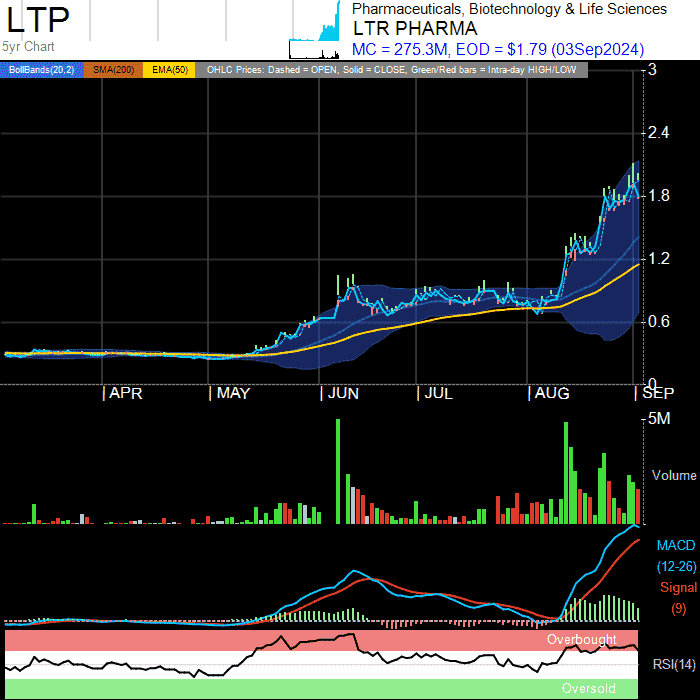 LTP
5yr Chart
Pharmaceuticals, Biotechnology & Life Sciences
LTR PHARMA
MC = 275.3M, EOD = $1.79 (03Sep2024)
BollBands(20,2) SMA(200) EMA(50) OHLC Prices: Dashed = OPEN, Solid = CLOSE, Green/Red bars = Intra-day HIGH/LOW
3
2.4
1.8
1.2
0.6
0
APR MAY JUN JUL AUG SEP
5M
Volume
MACD
(12-26)
Signal
(9)
Overbought
RSI(14)
Oversold